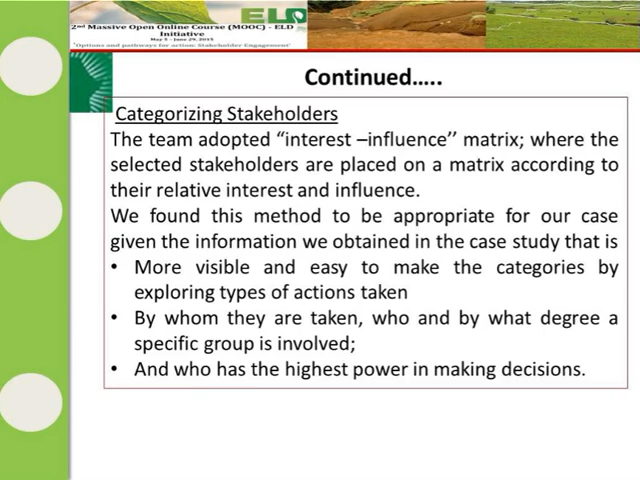 ELD
2nd Massive Open Online Course (MOOC) - ELD
Initiative
May 5 - June 29, 2015
"Options and pathways for action: Stakeholder Engagement"
Continued…..
Categorizing Stakeholders
The team adopted “interest –influence’’ matrix; where the
selected stakeholders are placed on a matrix according to
their relative interest and influence.
We found this method to be appropriate for our case
given the information we obtained in the case study that is
• More visible and easy to make the categories by
exploring types of actions taken
• By whom they are taken, who and by what degree a
specific group is involved;
• And who has the highest power in making decisions.